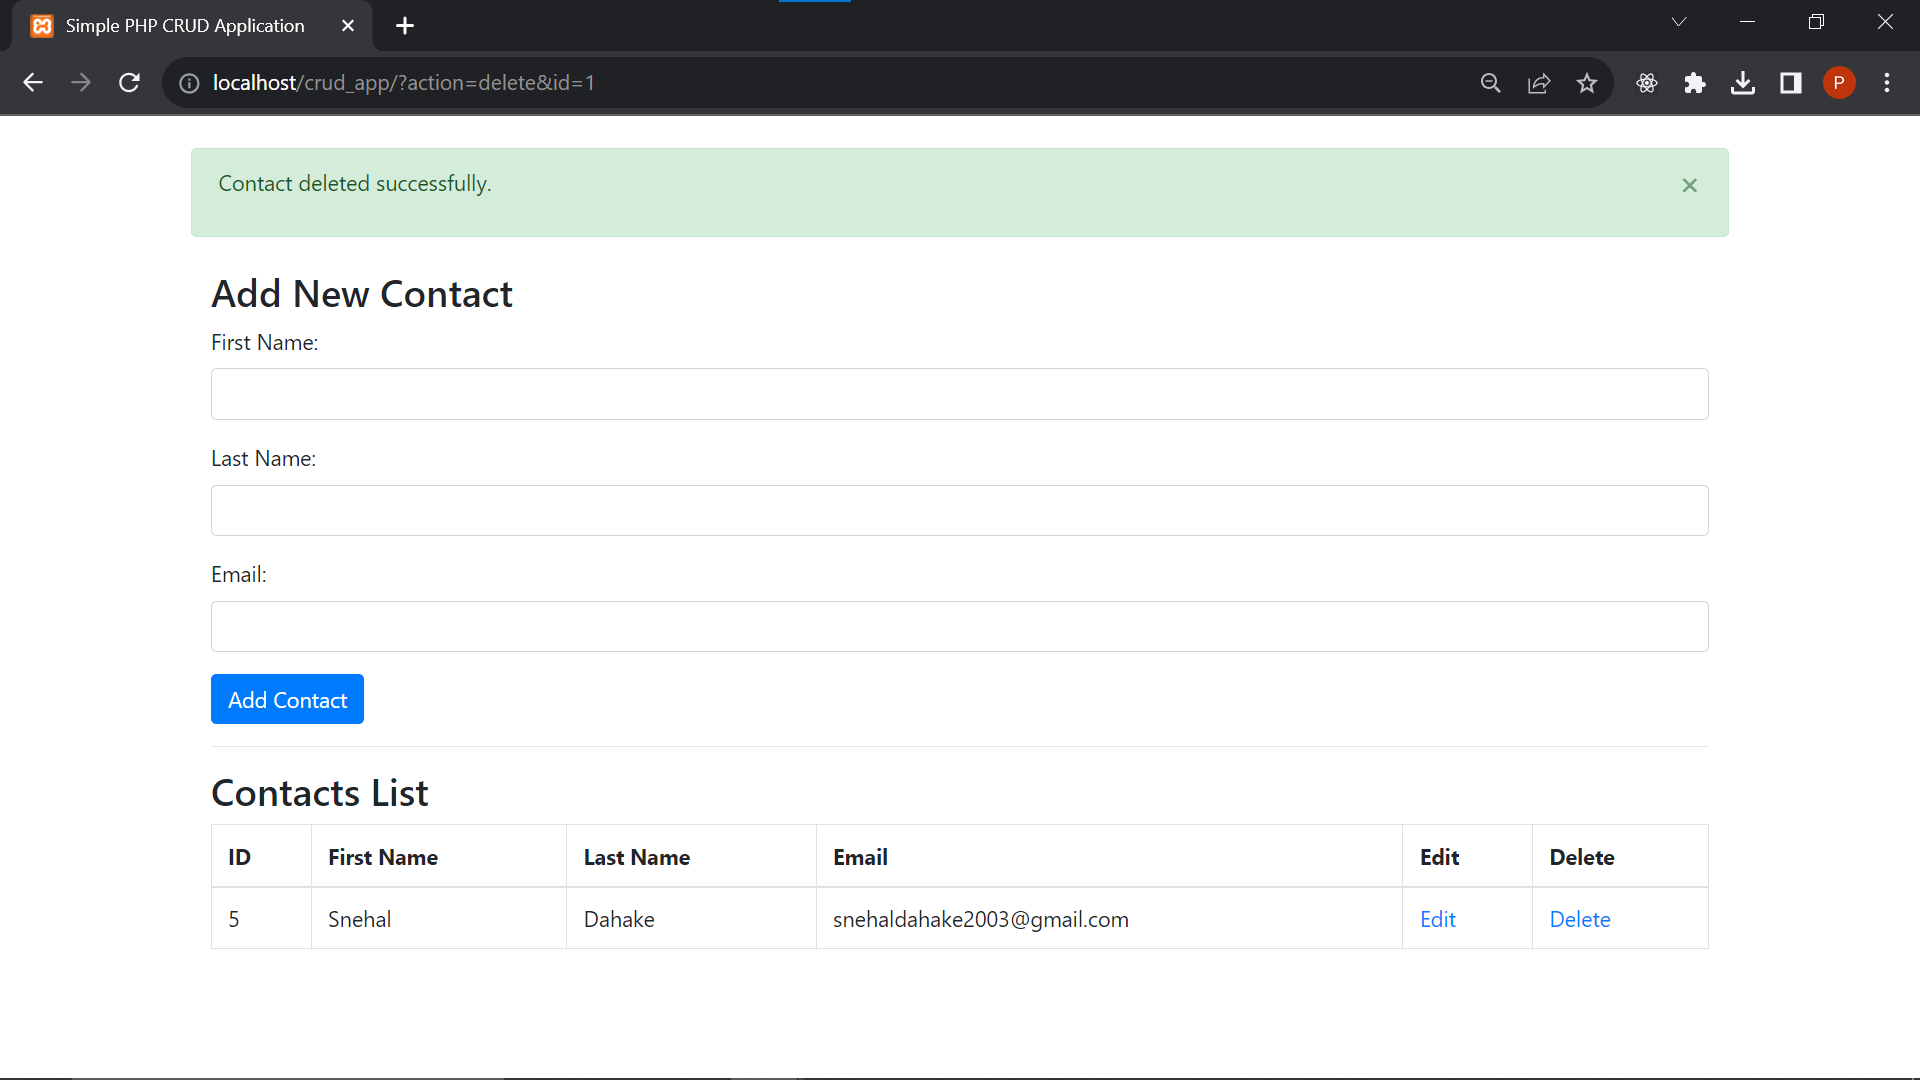 Simple PHP CRUD Application
localhost/crud_app/?action=delete&id=1
P
Contact deleted successfully.
Add New Contact
First Name:
Last Name:
Email:
Add Contact
Contacts List
ID First Name Last Name Email Edit Delete
5 Snehal Dahake snehaldahake2003@gmail.com Edit Delete